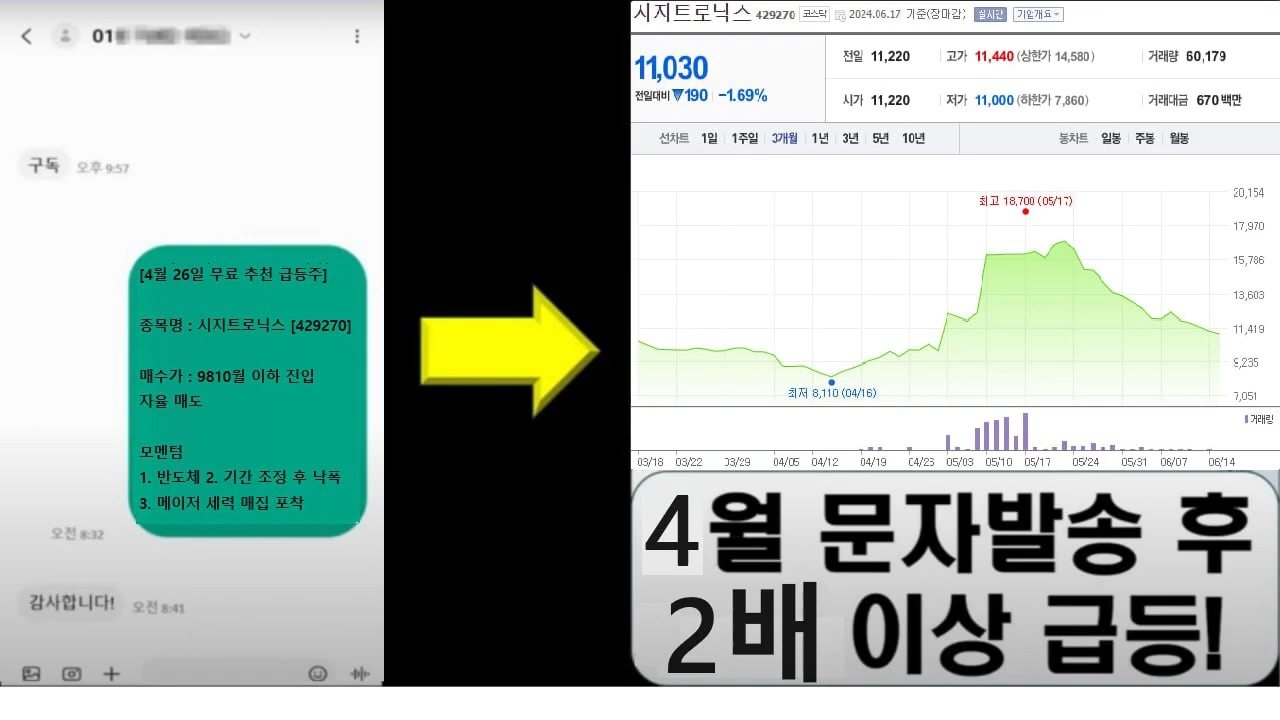 01
구독 오후 9:57
[4월 26일 무료 추천 급등주]
종목명 : 시지트로닉스 [429270]
매수가 : 9810월 이하 진입
자율 매도
모멘텀
1. 반도체 2. 기간 조정 후 낙폭
3. 메이저 세력 매집 포착
오전 8:32
감사합니다! 오전 8:41
시지트로닉스 429270 코스닥 2024.06.17 기준(장마감) 실시간 기업개요
11,030
전일대비 ▼190 -1.69%
전일 11,220 고가 11,440 (상한가 14,580) 거래량 60,179
시가 11,220 저가 11,000 (하한가 7,860) 거래대금 670 백만
선차트 1일 1주일 3개월 1년 3년 5년 10년 봉차트 일봉 주봉 월봉
최고 18,700 (05/17)
최저 8,110 (04/16)
20,154
17,970
15,786
13,603
11,419
9,235
7,051
거래량
03/18 03/22 03/29 04/05 04/12 04/19 04/26 05/03 05/10 05/17 05/24 05/31 06/07 06/14
4월 문자발송 후
2배 이상 급등!